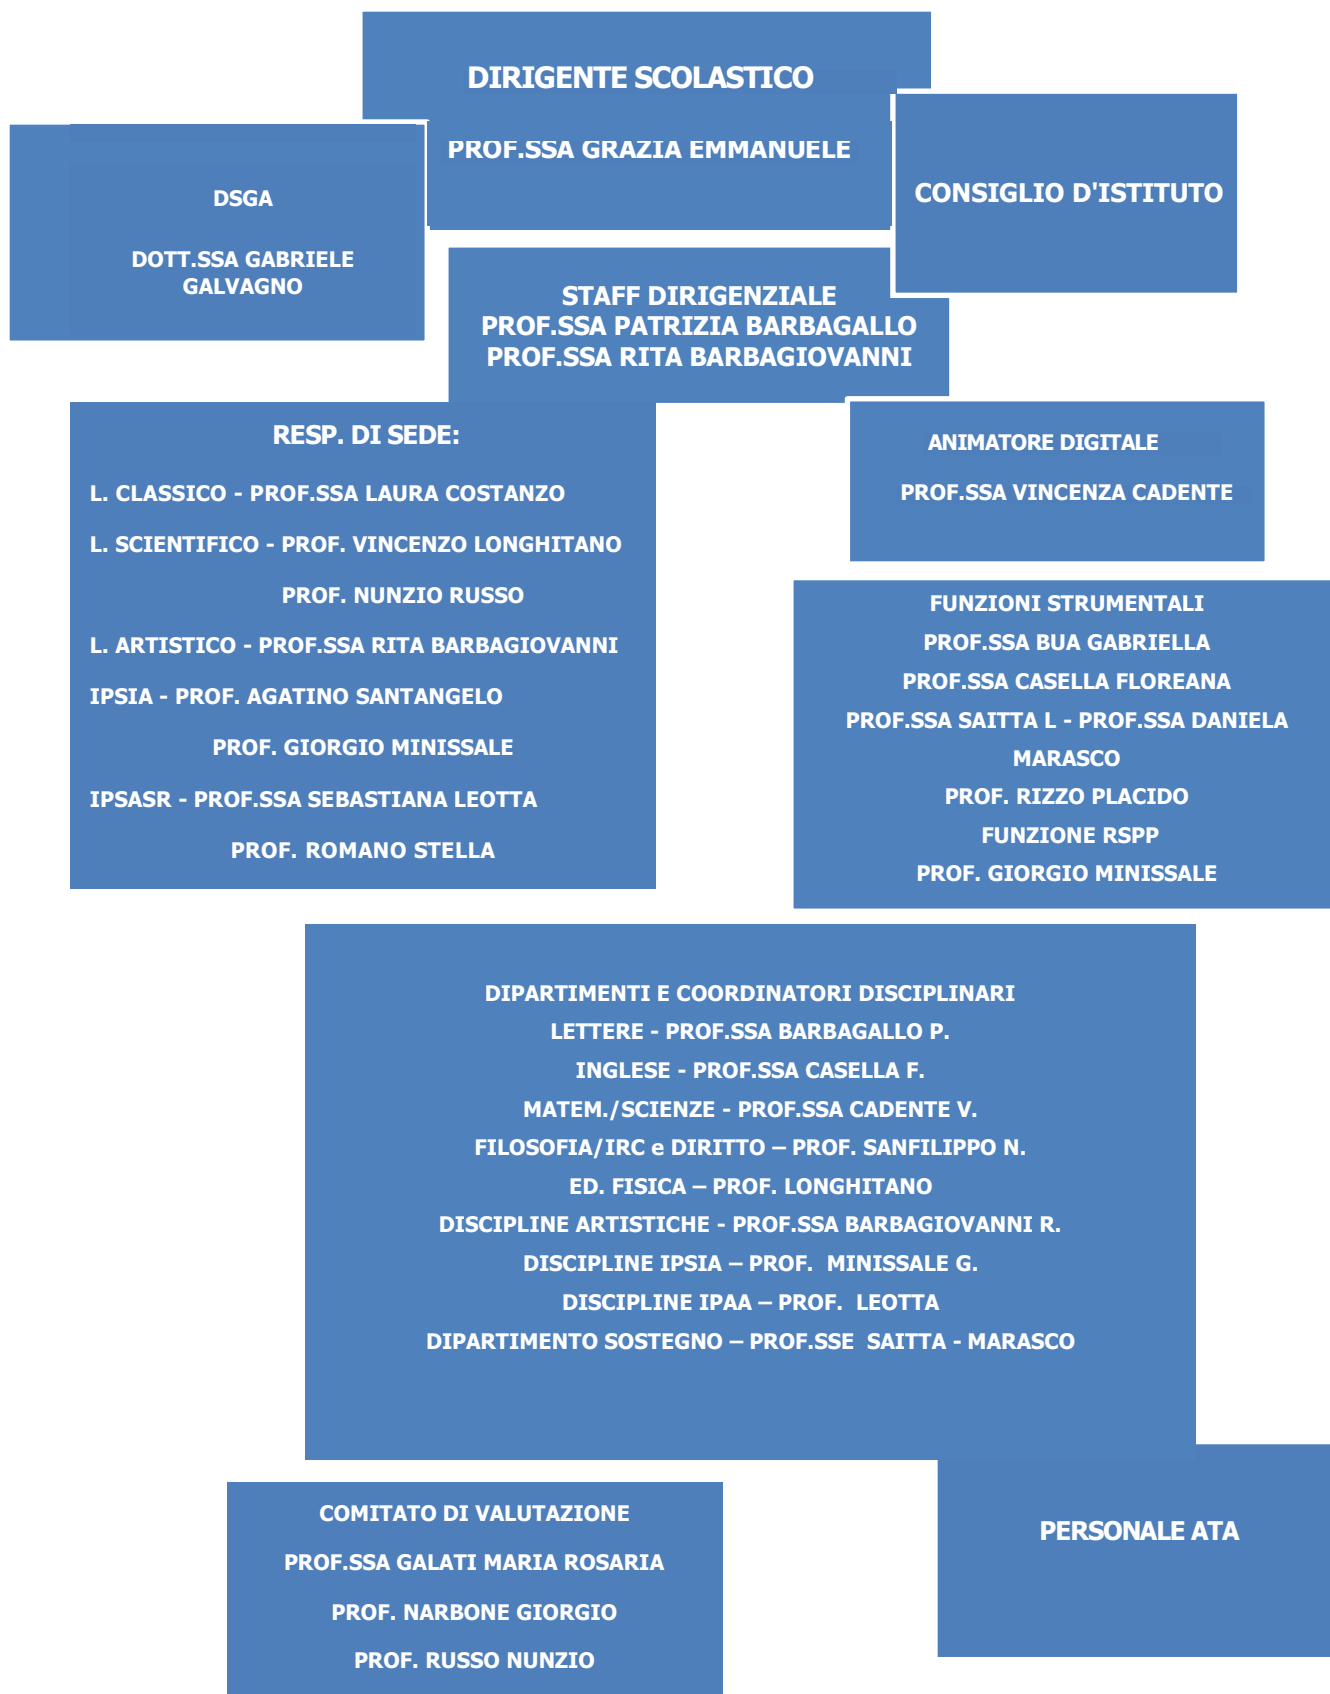 DIRIGENTE SCOLASTICO
PROF.SSA GRAZIA EMMANUELE
DSGA
DOTT.SSA GABRIELE
GALVAGNO
CONSIGLIO D'ISTITUTO
STAFF DIRIGENZIALE
PROF.SSA PATRIZIA BARBAGALLO
PROF.SSA RITA BARBAGIOVANNI
RESP. DI SEDE:
L. CLASSICO - PROF.SSA LAURA COSTANZO
L. SCIENTIFICO - PROF. VINCENZO LONGHITANO
PROF. NUNZIO RUSSO
L. ARTISTICO - PROF.SSA RITA BARBAGIOVANNI
IPSIA - PROF. AGATINO SANTANGELO
PROF. GIORGIO MINISSALE
IPSASR - PROF.SSA SEBASTIANA LEOTTA
PROF. ROMANO STELLA
ANIMATORE DIGITALE
PROF.SSA VINCENZA CADENTE
FUNZIONI STRUMENTALI
PROF.SSA BUA GABRIELLA
PROF.SSA CASELLA FLOREANA
PROF.SSA SAITTA L - PROF.SSA DANIELA
MARASCO
PROF. RIZZO PLACIDO
FUNZIONE RSPP
PROF. GIORGIO MINISSALE
DIPARTIMENTI E COORDINATORI DISCIPLINARI
LETTERE - PROF.SSA BARBAGALLO P.
INGLESE - PROF.SSA CASELLA F.
MATEM./SCIENZE - PROF.SSA CADENTE V.
FILOSOFIA/IRC e DIRITTO – PROF. SANFILIPPO N.
ED. FISICA – PROF. LONGHITANO
DISCIPLINE ARTISTICHE - PROF.SSA BARBAGIOVANNI R.
DISCIPLINE IPSIA – PROF.  MINISSALE G.
DISCIPLINE IPAA – PROF.  LEOTTA
DIPARTIMENTO SOSTEGNO – PROF.SSE  SAITTA - MARASCO
COMITATO DI VALUTAZIONE
PROF.SSA GALATI MARIA ROSARIA
PROF. NARBONE GIORGIO
PROF. RUSSO NUNZIO
PERSONALE ATA